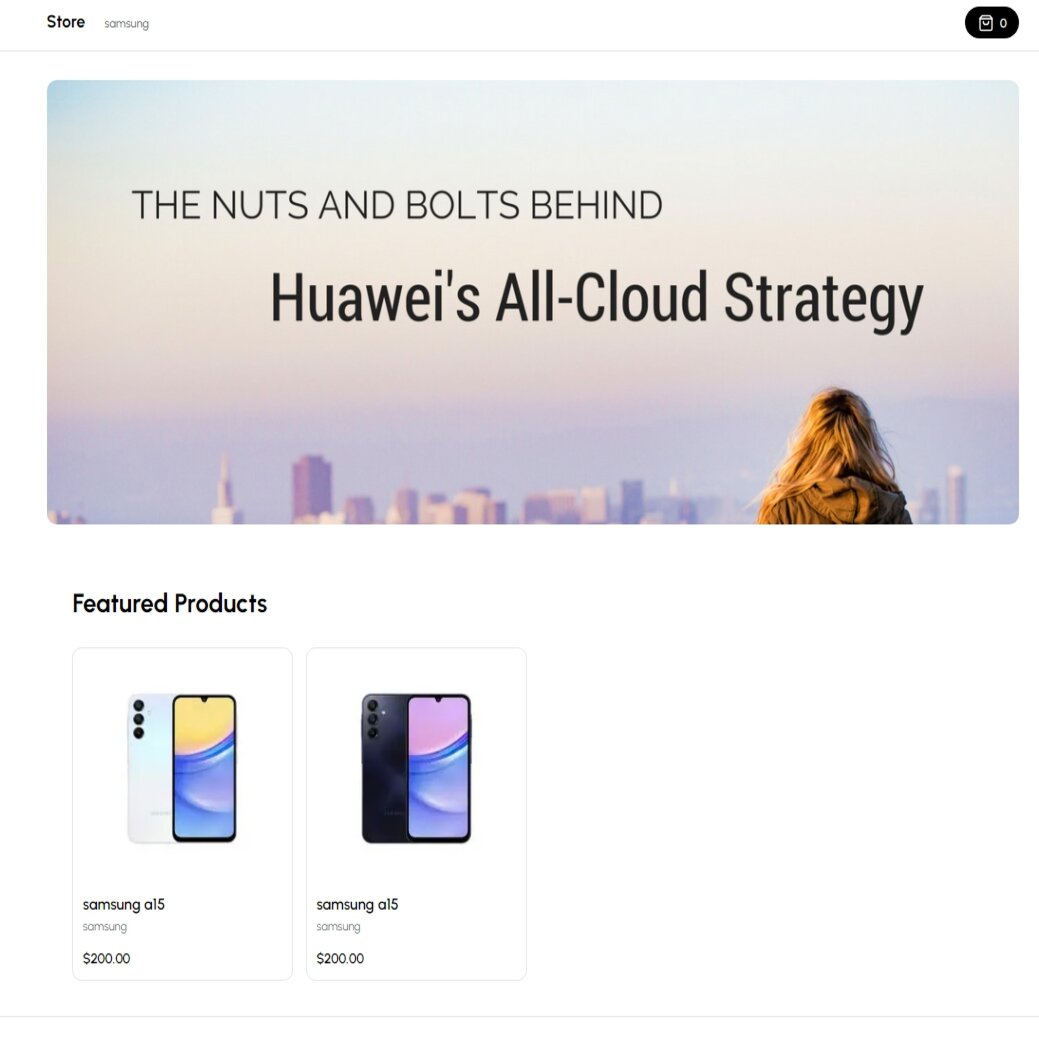 Store samsung 0
THE NUTS AND BOLTS BEHIND
Huawei's All-Cloud Strategy
Featured Products
samsung a15
samsung
$200.00
samsung a15
samsung
$200.00